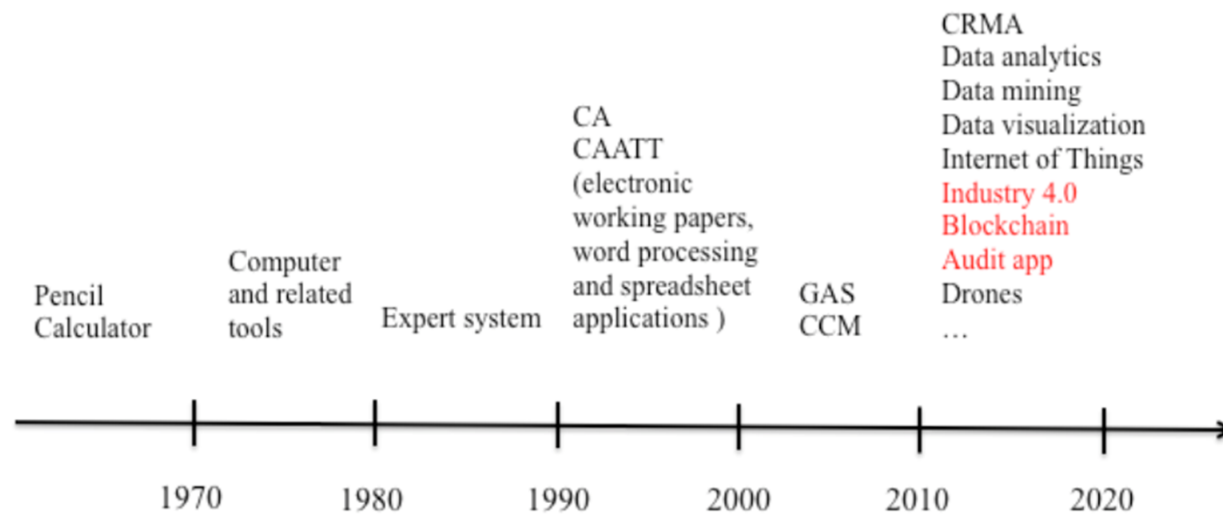 Pencil
Calculator
Computer
and related
tools
Expert system
CA
CAATT
(electronic
working papers,
word processing
and spreadsheet
applications )
GAS
CCM
CRMA
Data analytics
Data mining
Data visualization
Internet of Things
Industry 4.0
Blockchain
Audit app
Drones
…
1970
1980
1990
2000
2010
2020